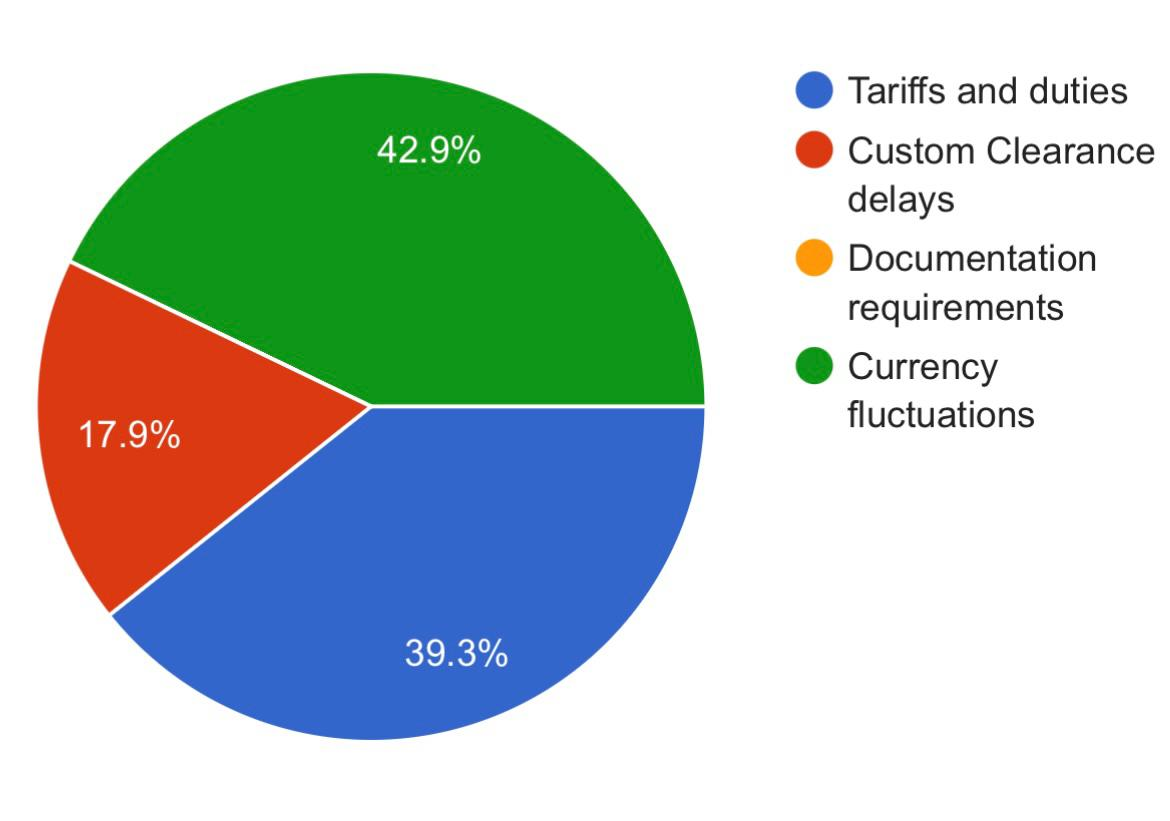 42.9%
17.9%
39.3%
Tariffs and duties
Custom Clearance
delays
Documentation
requirements
Currency
fluctuations